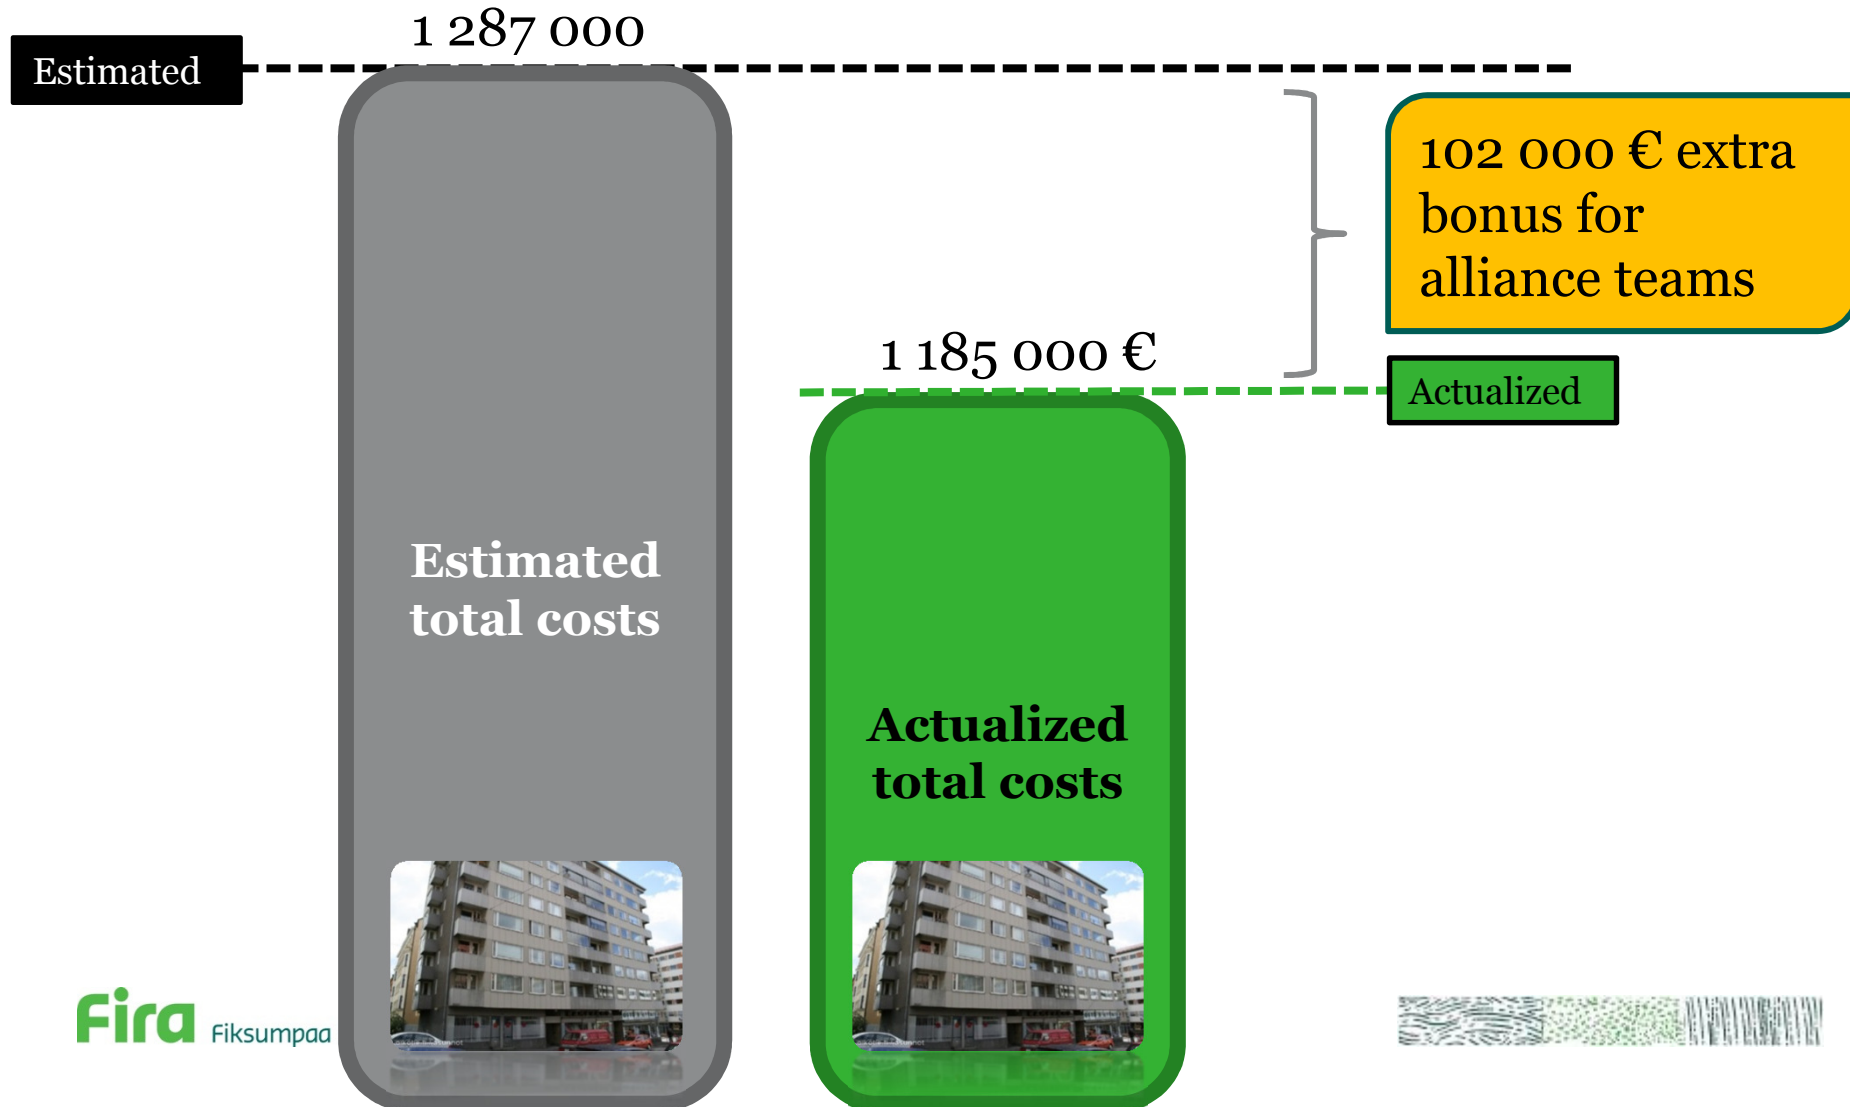 1 287 000
Estimated
102 000 € extra
bonus for
alliance teams
1 185 000 €
Actualized
Estimated
total costs
Actualized
total costs
Fira Fiksumpaa